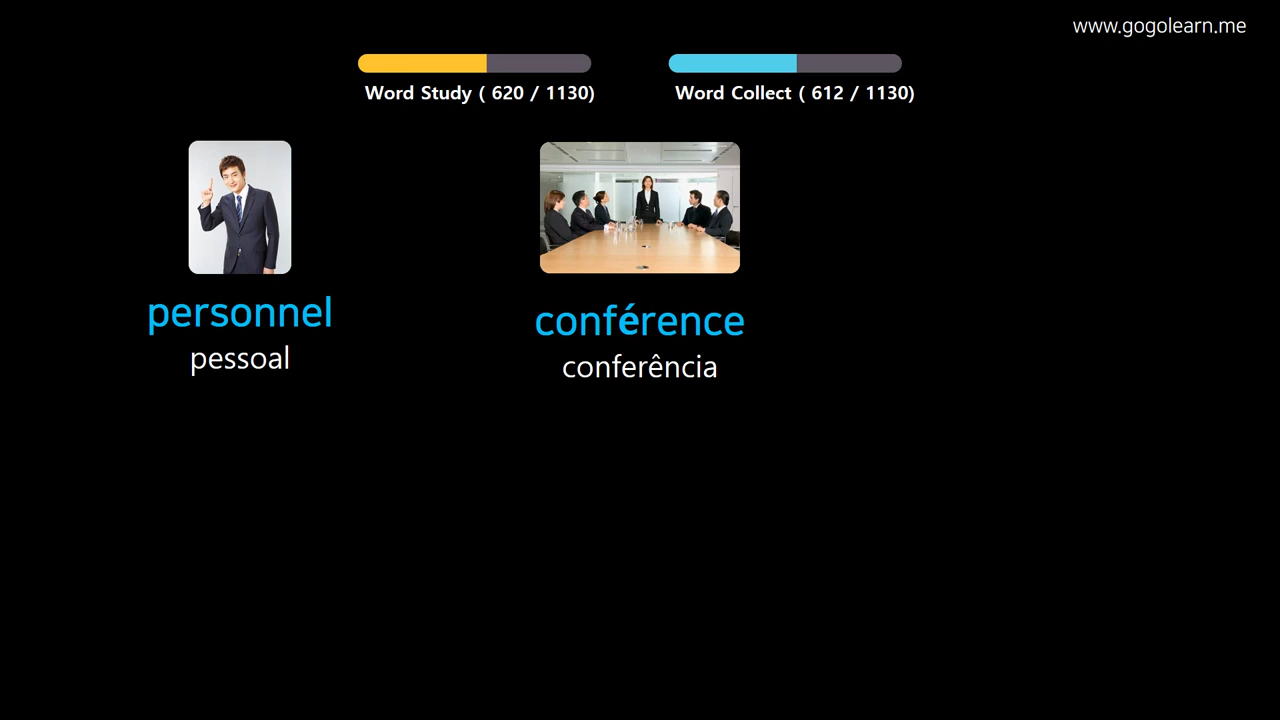 www.gogolearn.me
Word Study ( 620 / 1130)
Word Collect ( 612 / 1130)
personnel
pessoal
conférence
conferência